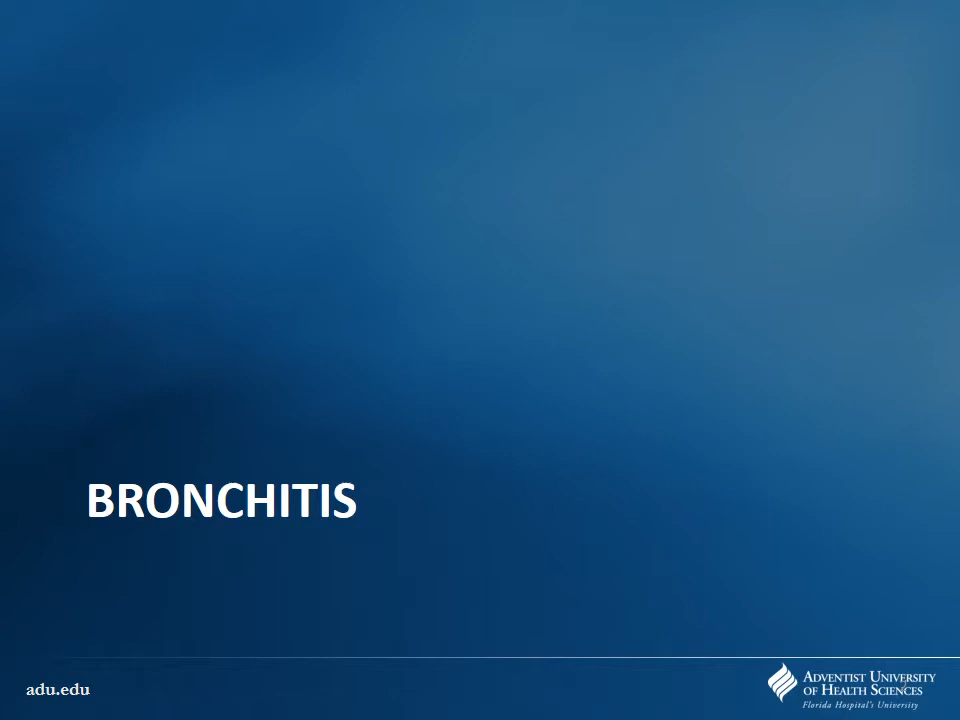 BRONCHITIS
adu.edu
ADVENTIST UNIVERSITY
OF HEALTH SCIENCES
Florida Hospital's University